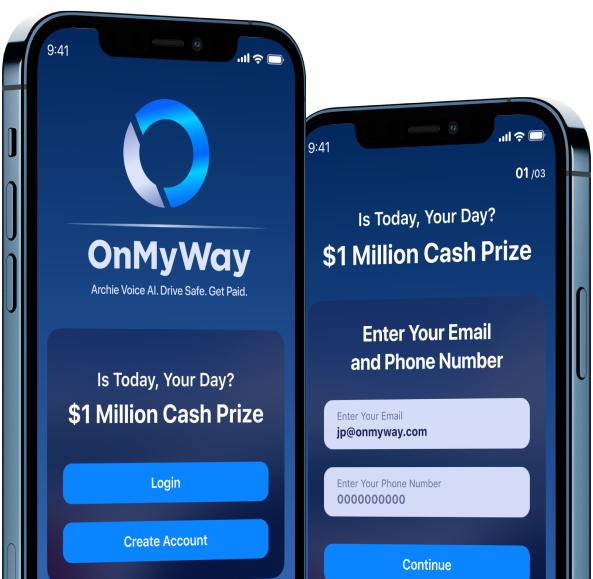 9:41
OnMyWay
Archie Voice AI. Drive Safe. Get Paid.
Is Today, Your Day?
$1 Million Cash Prize
Login
Create Account
9:41
01 /03
Is Today, Your Day?
$1 Million Cash Prize
Enter Your Email
and Phone Number
Enter Your Email
jp@onmyway.com
Enter Your Phone Number
0000000000
Continue